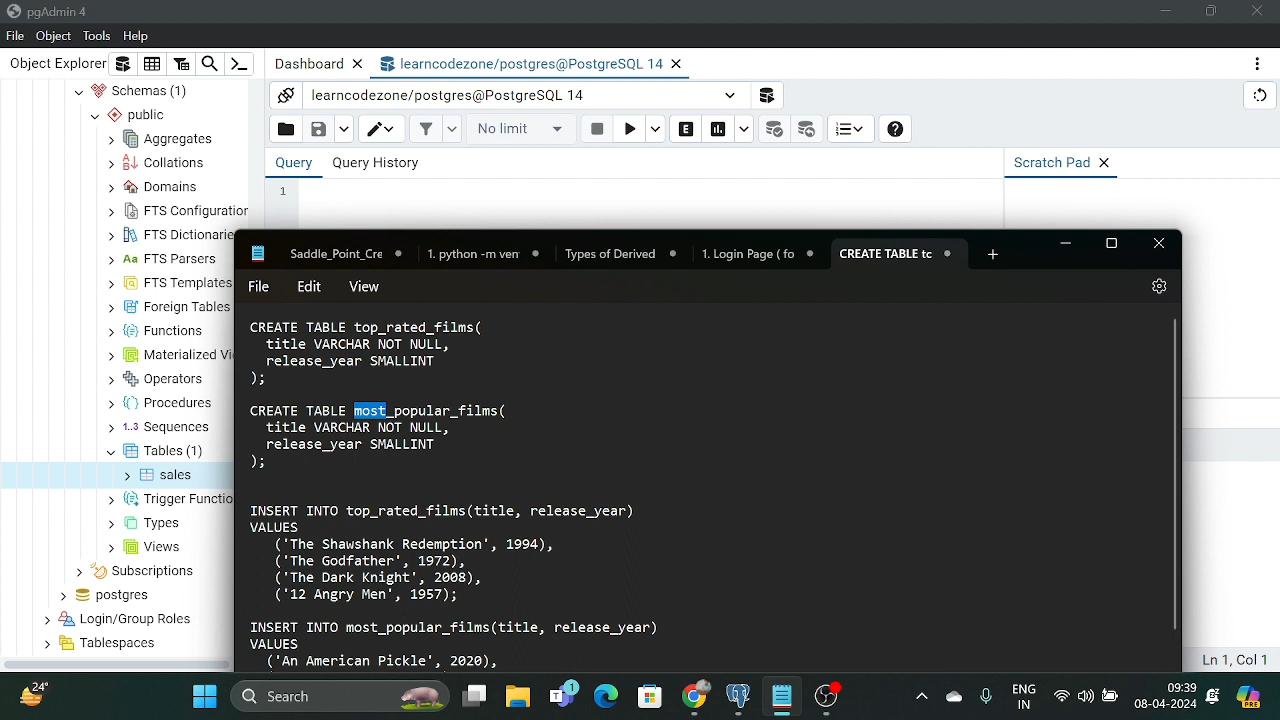 pgAdmin 4
File Object Tools Help
Object Explorer
Dashboard
learncodezone/postgres@PostgreSQL 14
Schemas (1)
public
Aggregates
Collations
Domains
FTS Configuration
FTS Dictionarie
FTS Parsers
FTS Templates
Foreign Tables
Functions
Materialized Vi
Operators
Procedures
1..3 Sequences
Tables (1)
sales
Trigger Functio
Types
Views
Subscriptions
postgres
Login/Group Roles
Tablespaces
learncodezone/postgres@PostgreSQL 14
No limit
Query Query History
Scratch Pad
1
Saddle_Point_Cre
1. python -m ven
Types of Derived
1. Login Page ( fo
CREATE TABLE tc
File Edit View
CREATE TABLE top_rated_films(
title VARCHAR NOT NULL,
release_year SMALLINT
);
CREATE TABLE most_popular_films(
title VARCHAR NOT NULL,
release_year SMALLINT
);
INSERT INTO top_rated_films(title, release_year)
VALUES
('The Shawshank Redemption', 1994),
('The Godfather', 1972),
('The Dark Knight', 2008),
('12 Angry Men', 1957);
INSERT INTO most_popular_films(title, release_year)
VALUES
('An American Pickle', 2020),
Ln 1, Col 1
24°
Search
1
ENG
IN
09:39
08-04-2024
PRE